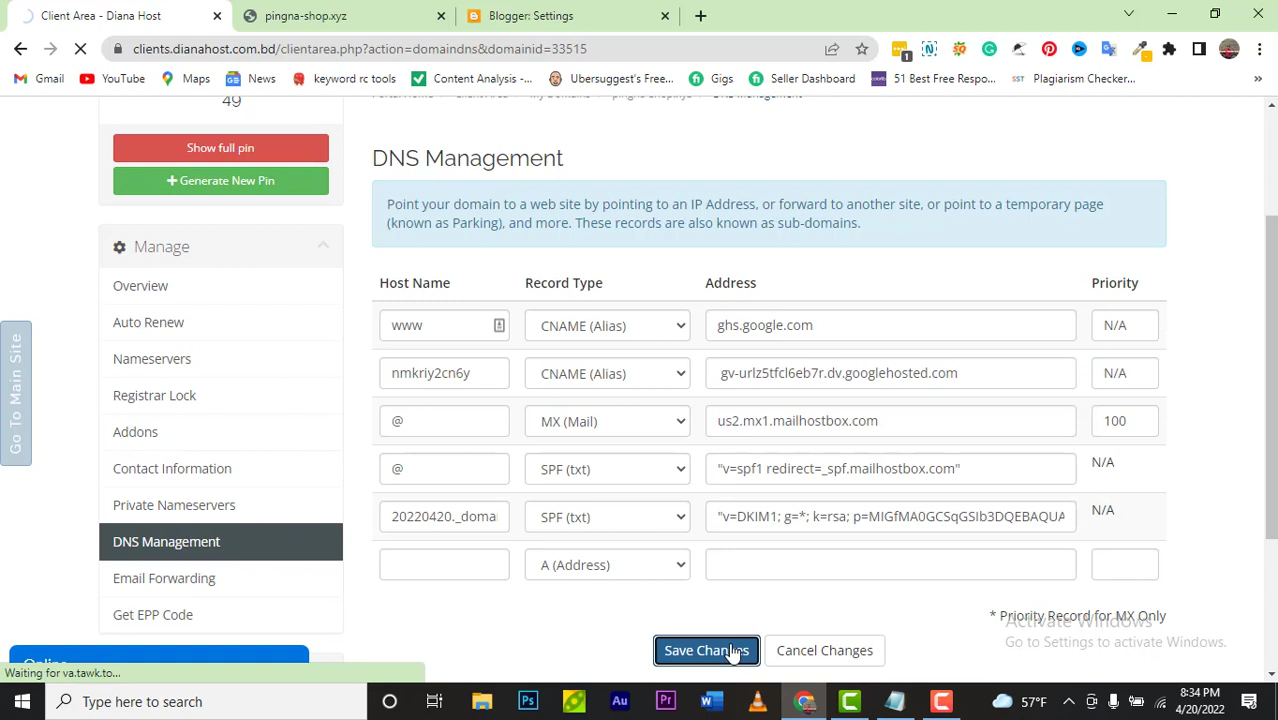 Client Area - Diana Host
pingna-shop.xyz
Blogger: Settings
clients.dianahost.com.bd/clientarea.php?action=domaindns&domainid=33515
1
Gmail
YouTube
Maps
News
keyword rc tools
Content Analysis -...
Ubersuggest's Free...
Gigs
Seller Dashboard
51 Best Free Respo...
SST Plagiarism Checker...
»
49
Show full pin
Generate New Pin
Manage
Overview
Auto Renew
Nameservers
Registrar Lock
Addons
Contact Information
Private Nameservers
DNS Management
Email Forwarding
Get EPP Code
Go To Main Site
DNS Management
Point your domain to a web site by pointing to an IP Address, or forward to another site, or point to a temporary page
(known as Parking), and more. These records are also known as sub-domains.
Host Name Record Type Address Priority
www CNAME (Alias) ghs.google.com N/A
nmkriy2cn6y CNAME (Alias) gv-urlz5tfcl6eb7r.dv.googlehosted.com N/A
@ MX (Mail) us2.mx1.mailhostbox.com 100
@ SPF (txt) "v=spf1 redirect=_spf.mailhostbox.com" N/A
20220420._domai SPF (txt) "v=DKIM1; g=*; k=rsa; p=MIGfMA0GCSqGSIb3DQEBAQUA N/A
A (Address)
* Priority Record for MX Only
Save Changes Cancel Changes
Activate Windows
Go to Settings to activate Windows.
Online
Waiting for va.tawk.to...
Type here to search
Ps
Au
Pr
57°F
8:34 PM
4/20/2022